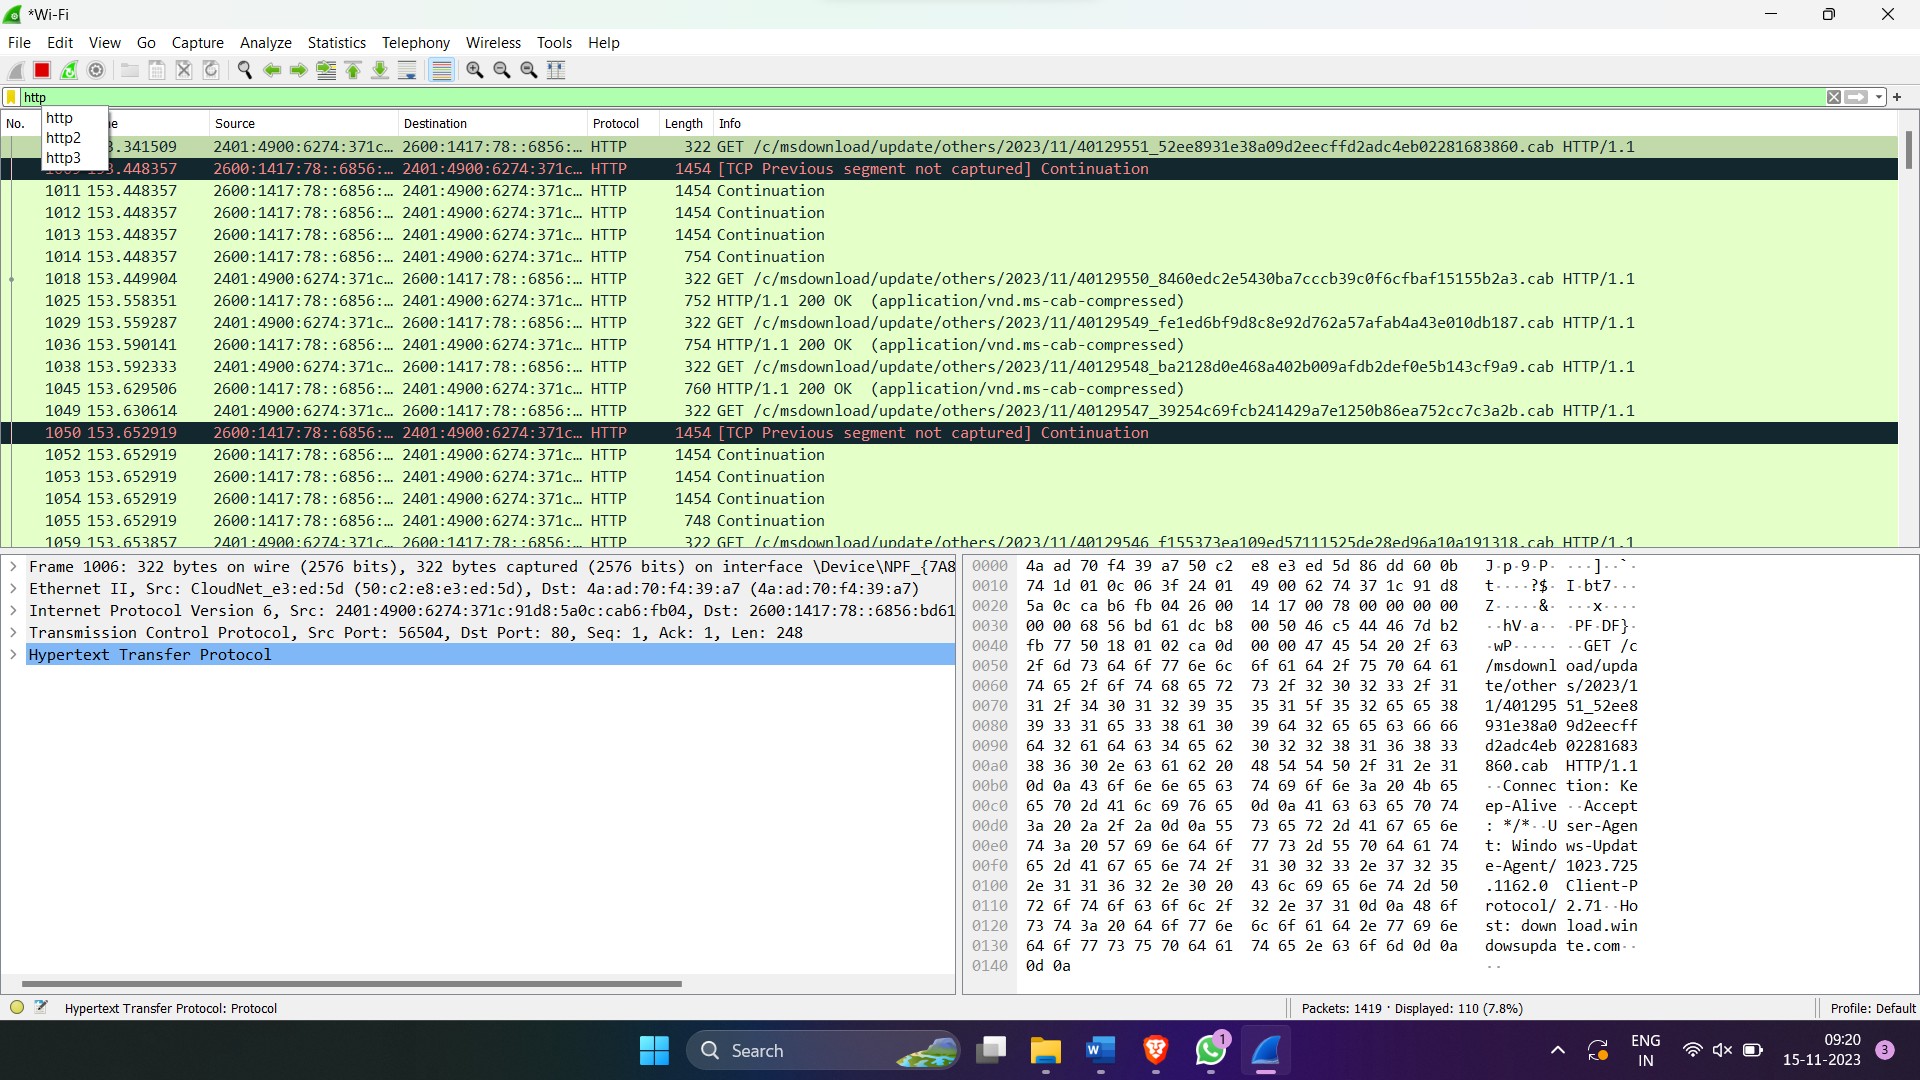 *Wi-Fi
File Edit View Go Capture Analyze Statistics Telephony Wireless Tools Help
http
http
http2
http3
No. Source Destination Protocol Length Info
3.341509 2401:4900:6274:371c… 2600:1417:78::6856:… HTTP 322 GET /c/msdownload/update/others/2023/11/40129551_52ee8931e38a09d2eecffd2adc4eb02281683860.cab HTTP/1.1
153.448357 2600:1417:78::6856:… 2401:4900:6274:371c… HTTP 1454 [TCP Previous segment not captured] Continuation
1011 153.448357 2600:1417:78::6856:… 2401:4900:6274:371c… HTTP 1454 Continuation
1012 153.448357 2600:1417:78::6856:… 2401:4900:6274:371c… HTTP 1454 Continuation
1013 153.448357 2600:1417:78::6856:… 2401:4900:6274:371c… HTTP 1454 Continuation
1014 153.448357 2600:1417:78::6856:… 2401:4900:6274:371c… HTTP 754 Continuation
1018 153.449904 2401:4900:6274:371c… 2600:1417:78::6856:… HTTP 322 GET /c/msdownload/update/others/2023/11/40129550_8460edc2e5430ba7cccb39c0f6cfbaf15155b2a3.cab HTTP/1.1
1025 153.558351 2600:1417:78::6856:… 2401:4900:6274:371c… HTTP 752 HTTP/1.1 200 OK (application/vnd.ms-cab-compressed)
1029 153.559287 2401:4900:6274:371c… 2600:1417:78::6856:… HTTP 322 GET /c/msdownload/update/others/2023/11/40129549_fe1ed6bf9d8c8e92d762a57afab4a43e010db187.cab HTTP/1.1
1036 153.590141 2600:1417:78::6856:… 2401:4900:6274:371c… HTTP 754 HTTP/1.1 200 OK (application/vnd.ms-cab-compressed)
1038 153.592333 2401:4900:6274:371c… 2600:1417:78::6856:… HTTP 322 GET /c/msdownload/update/others/2023/11/40129548_ba2128d0e468a402b009afdb2def0e5b143cf9a9.cab HTTP/1.1
1045 153.629506 2600:1417:78::6856:… 2401:4900:6274:371c… HTTP 760 HTTP/1.1 200 OK (application/vnd.ms-cab-compressed)
1049 153.630614 2401:4900:6274:371c… 2600:1417:78::6856:… HTTP 322 GET /c/msdownload/update/others/2023/11/40129547_39254c69fcb241429a7e1250b86ea752cc7c3a2b.cab HTTP/1.1
1050 153.652919 2600:1417:78::6856:… 2401:4900:6274:371c… HTTP 1454 [TCP Previous segment not captured] Continuation
1052 153.652919 2600:1417:78::6856:… 2401:4900:6274:371c… HTTP 1454 Continuation
1053 153.652919 2600:1417:78::6856:… 2401:4900:6274:371c… HTTP 1454 Continuation
1054 153.652919 2600:1417:78::6856:… 2401:4900:6274:371c… HTTP 1454 Continuation
1055 153.652919 2600:1417:78::6856:… 2401:4900:6274:371c… HTTP 748 Continuation
1059 153.653857 2401:4900:6274:371c… 2600:1417:78::6856:… HTTP 322 GET /c/msdownload/update/others/2023/11/40129546_f155373ea109ed57111525de28ed96a10a191318.cab HTTP/1.1
Frame 1006: 322 bytes on wire (2576 bits), 322 bytes captured (2576 bits) on interface \Device\NPF_{7A8
Ethernet II, Src: CloudNet_e3:ed:5d (50:c2:e8:e3:ed:5d), Dst: 4a:ad:70:f4:39:a7 (4a:ad:70:f4:39:a7)
Internet Protocol Version 6, Src: 2401:4900:6274:371c:91d8:5a0c:cab6:fb04, Dst: 2600:1417:78::6856:bd61
Transmission Control Protocol, Src Port: 56504, Dst Port: 80, Seq: 1, Ack: 1, Len: 248
Hypertext Transfer Protocol
0000 4a ad 70 f4 39 a7 50 c2 e8 e3 ed 5d 86 dd 60 0b J·p·9·P· ···]··`·
0010 74 1d 01 0c 06 3f 24 01 49 00 62 74 37 1c 91 d8 t····?$· I·bt7···
0020 5a 0c ca b6 fb 04 26 00 14 17 00 78 00 00 00 00 Z·····&· ···x····
0030 00 00 68 56 bd 61 dc b8 00 50 46 c5 44 46 7d b2 ··hV·a·· ·PF·DF}·
0040 fb 77 50 18 01 02 ca 0d 00 00 47 45 54 20 2f 63 ·wP····· ··GET /c
0050 2f 6d 73 64 6f 77 6e 6c 6f 61 64 2f 75 70 64 61 /msdownl oad/upda
0060 74 65 2f 6f 74 68 65 72 73 2f 32 30 32 33 2f 31 te/other s/2023/1
0070 31 2f 34 30 31 32 39 35 35 31 5f 35 32 65 65 38 1/401295 51_52ee8
0080 39 33 31 65 33 38 61 30 39 64 32 65 65 63 66 66 931e38a0 9d2eecff
0090 64 32 61 64 63 34 65 62 30 32 32 38 31 36 38 33 d2adc4eb 02281683
00a0 38 36 30 2e 63 61 62 20 48 54 54 50 2f 31 2e 31 860.cab HTTP/1.1
00b0 0d 0a 43 6f 6e 6e 65 63 74 69 6f 6e 3a 20 4b 65 ··Connec tion: Ke
00c0 65 70 2d 41 6c 69 76 65 0d 0a 41 63 63 65 70 74 ep-Alive ··Accept
00d0 3a 20 2a 2f 2a 0d 0a 55 73 65 72 2d 41 67 65 6e : */*··U ser-Agen
00e0 74 3a 20 57 69 6e 64 6f 77 73 2d 55 70 64 61 74 t: Windo ws-Updat
00f0 65 2d 41 67 65 6e 74 2f 31 30 32 33 2e 37 32 35 e-Agent/ 1023.725
0100 2e 31 31 36 32 2e 30 20 43 6c 69 65 6e 74 2d 50 .1162.0 Client-P
0110 72 6f 74 6f 63 6f 6c 2f 32 2e 37 31 0d 0a 48 6f rotocol/ 2.71··Ho
0120 73 74 3a 20 64 6f 77 6e 6c 6f 61 64 2e 77 69 6e st: down load.win
0130 64 6f 77 73 75 70 64 61 74 65 2e 63 6f 6d 0d 0a dowsupda te.com··
0140 0d 0a ··
Hypertext Transfer Protocol: Protocol Packets: 1419 · Displayed: 110 (7.8%) Profile: Default
Search 1 ENG IN 09:20 15-11-2023 3